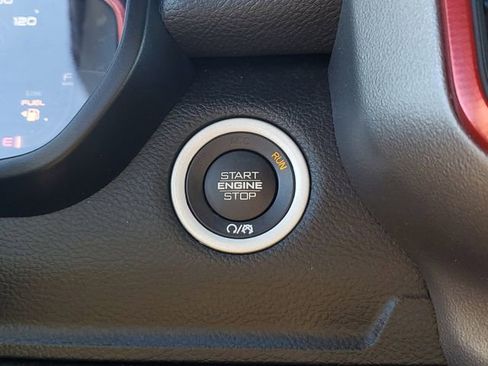 120
F
FUEL
E
RUN
START
ENGINE
STOP